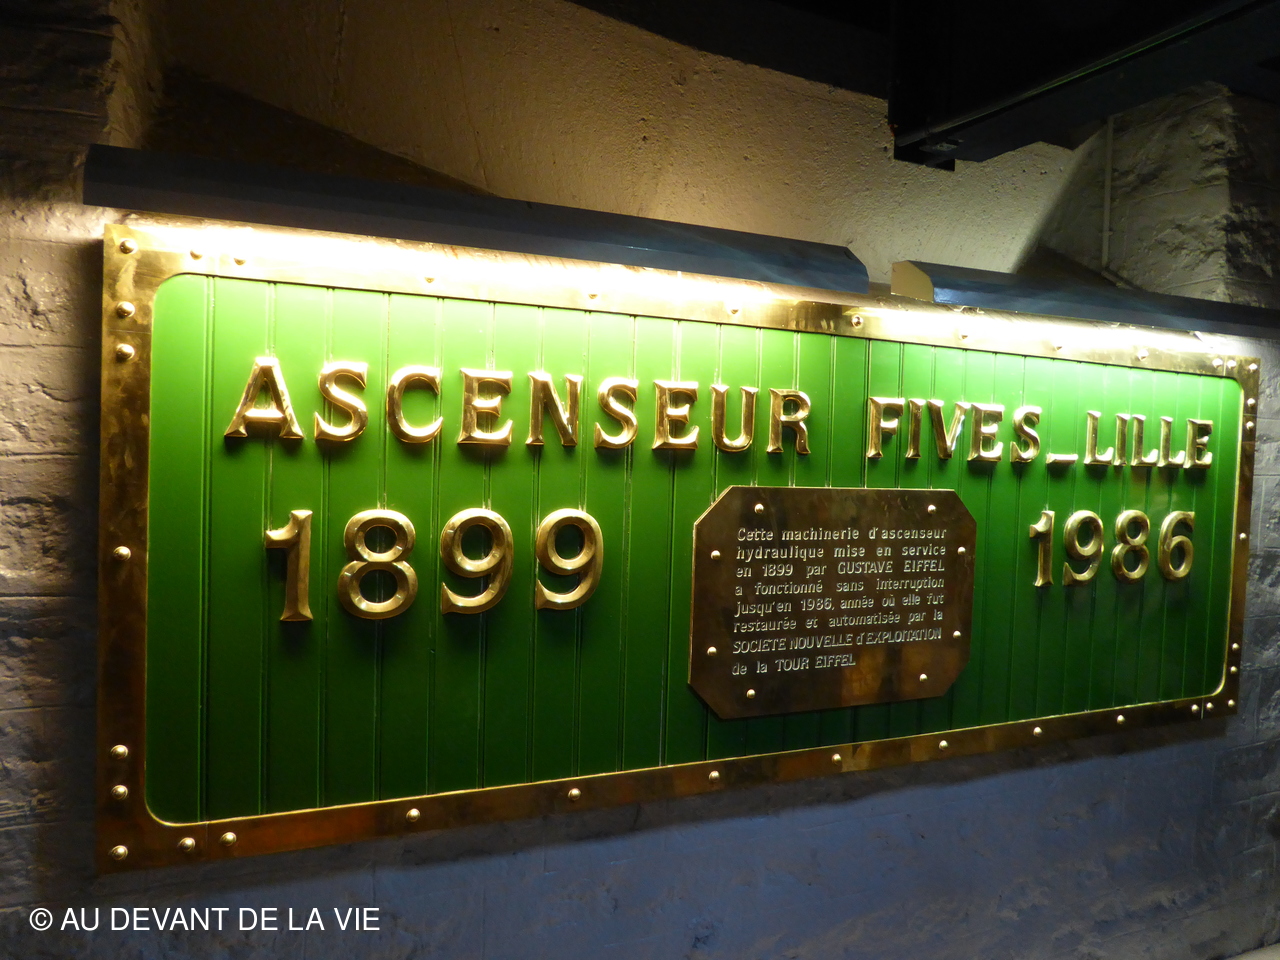 ASCENSEUR FIVES_LILLE
1899 1986
Cette machinerie d'ascenseur
hydraulique mise en service
en 1899 par GUSTAVE EIFFEL
a fonctionné sans interruption
jusqu'en 1986, année où elle fut
restaurée et automatisée par la
SOCIETE NOUVELLE d'EXPLOITATION
de la TOUR EIFFEL
© AU DEVANT DE LA VIE